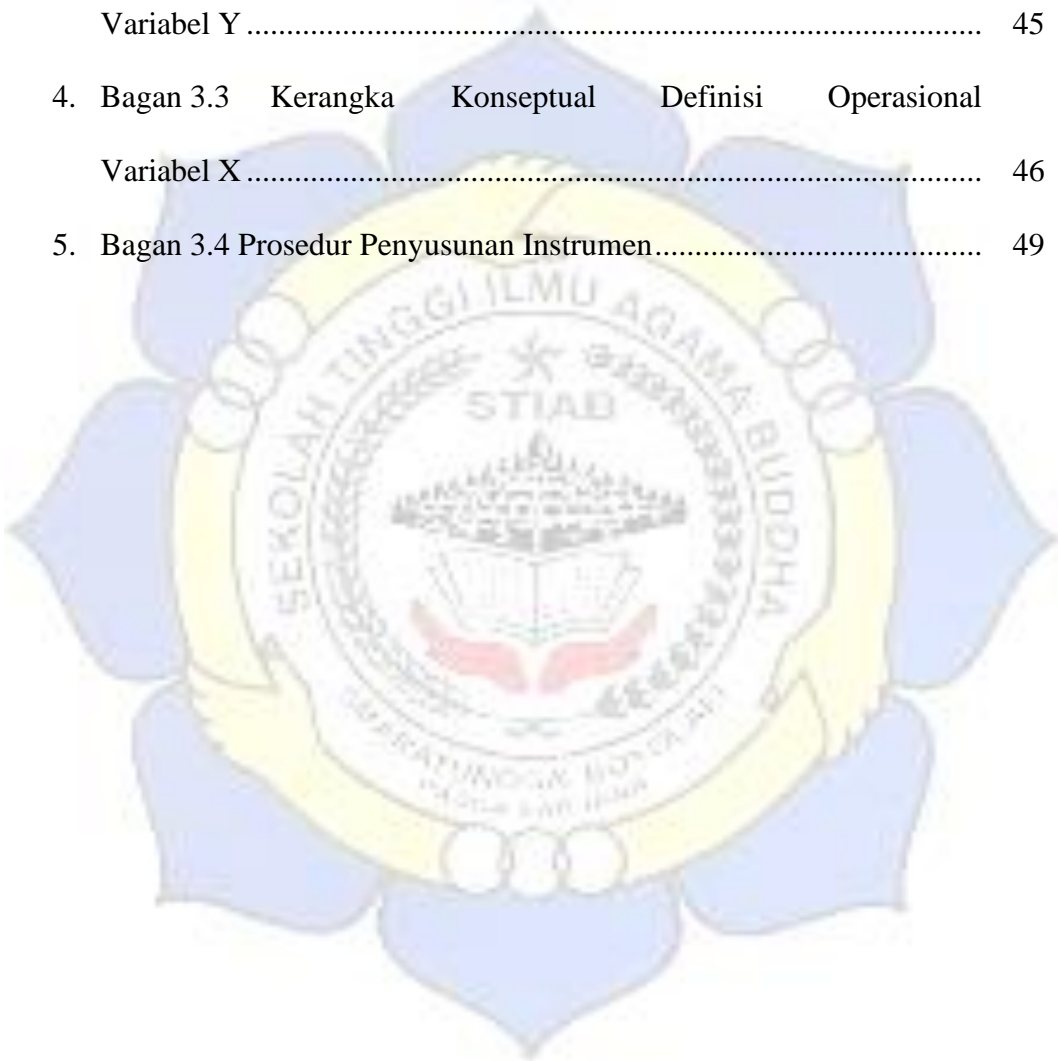 Variabel Y ............................................................................................ 45
4. Bagan 3.3 Kerangka Konseptual Definisi Operasional
Variabel X ............................................................................................ 46
5. Bagan 3.4 Prosedur Penyusunan Instrumen ......................................... 49
SEKOLAH TINGGI ILMU AGAMA BUDDHA
STIAB